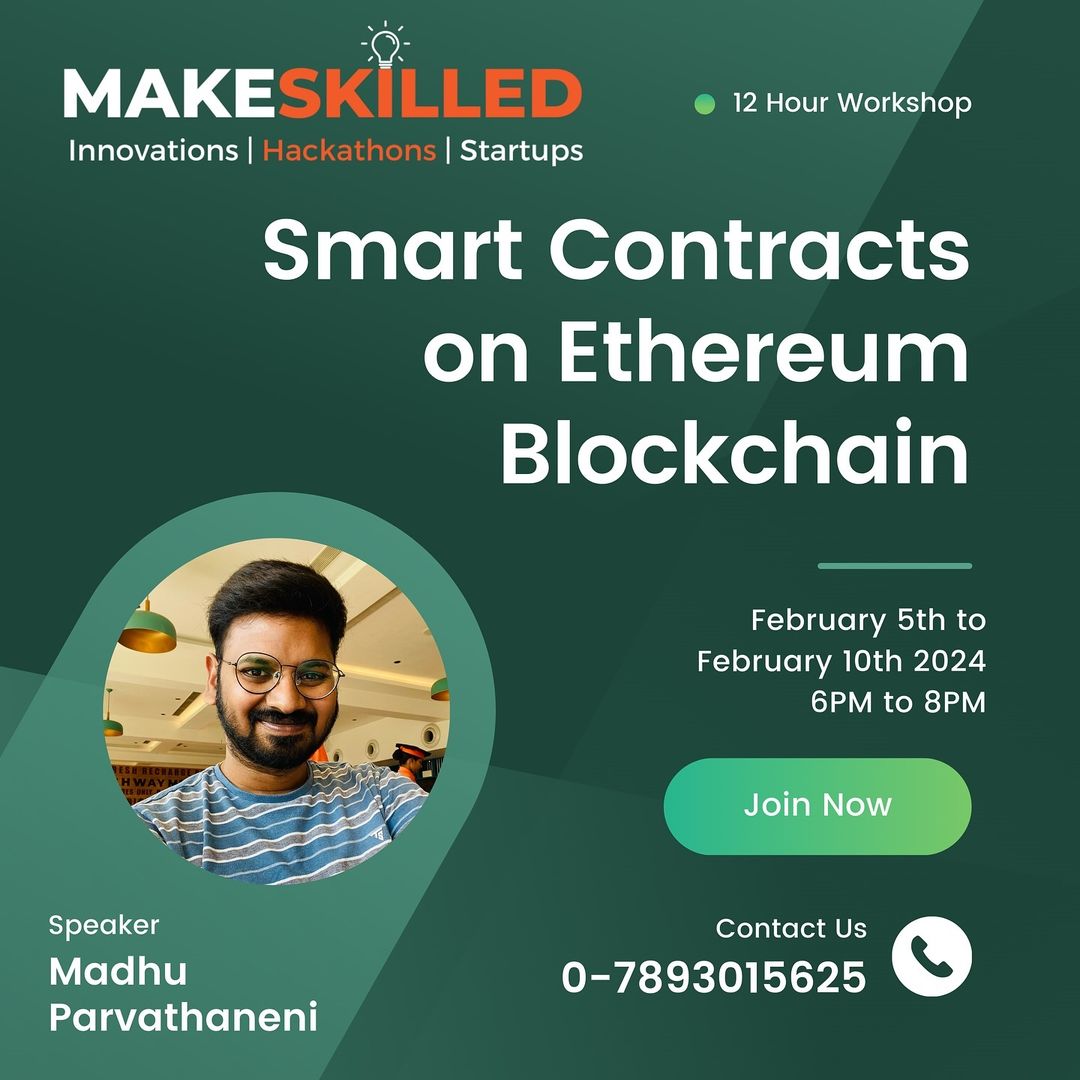 MAKESKILLED
Innovations | Hackathons | Startups
12 Hour Workshop
Smart Contracts
on Ethereum
Blockchain
February 5th to
February 10th 2024
6PM to 8PM
Join Now
Speaker
Madhu
Parvathaneni
Contact Us
0-7893015625